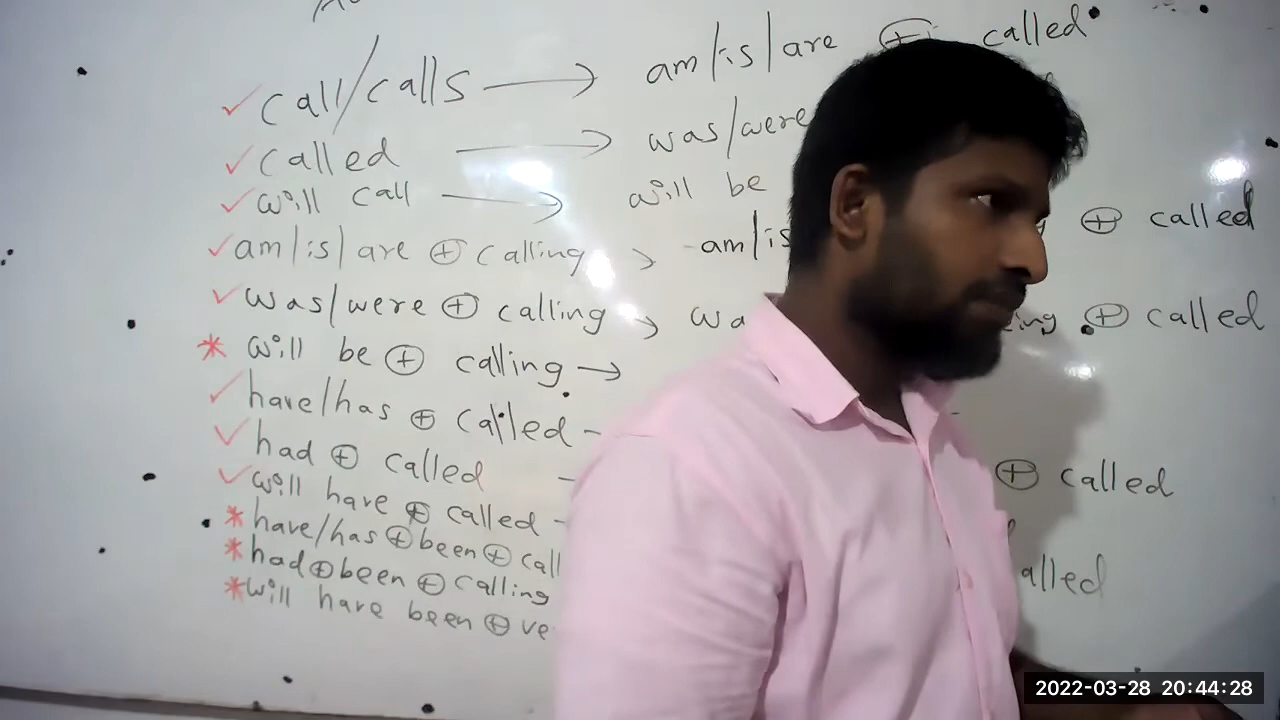 call/calls → am/is/are ⊕ called
called → was/were
will call → will be
am/is/are ⊕ calling > am/is ⊕ called
was/were ⊕ calling → wa ing ⊕ called
will be ⊕ calling →
have/has ⊕ called -
had ⊕ called - ⊕ called
will have ⊕ called -
have/has ⊕ been ⊕ call
had ⊕ been ⊕ calling alled
will have been ⊕ ve
2022-03-28 20:44:28